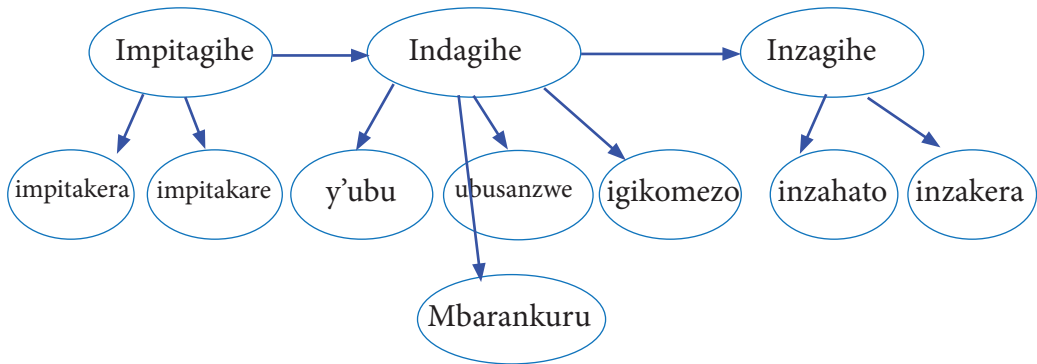 Impitagihe
Indagihe
Inzagihe
impitakera
impitakare
y'ubu
ubusanzwe
igikomezo
inzahato
inzakera
Mbarankuru